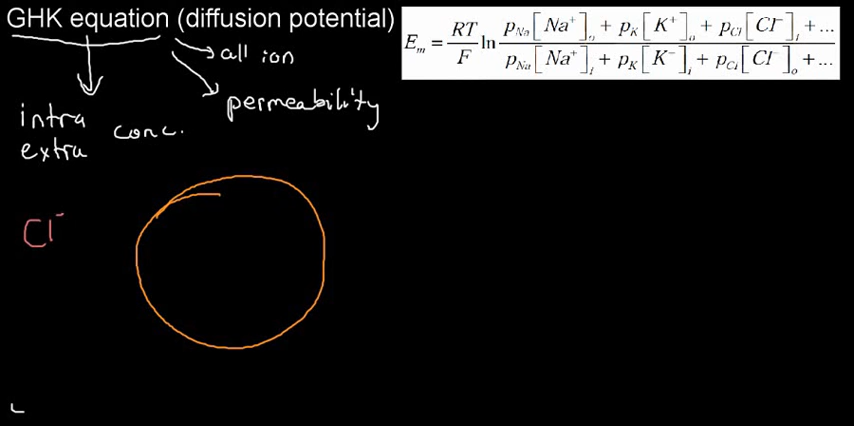 GHK equation (diffusion potential)
all ion
permeability
intra
extra
conc.
Cl⁻
E_m = RT/F ln (p_Na[Na⁺]_o + p_K[K⁺]_o + p_Cl[Cl⁻]_i + ...) / (p_Na[Na⁺]_i + p_K[K⁻]_i + p_Cl[Cl⁻]_o + ...)